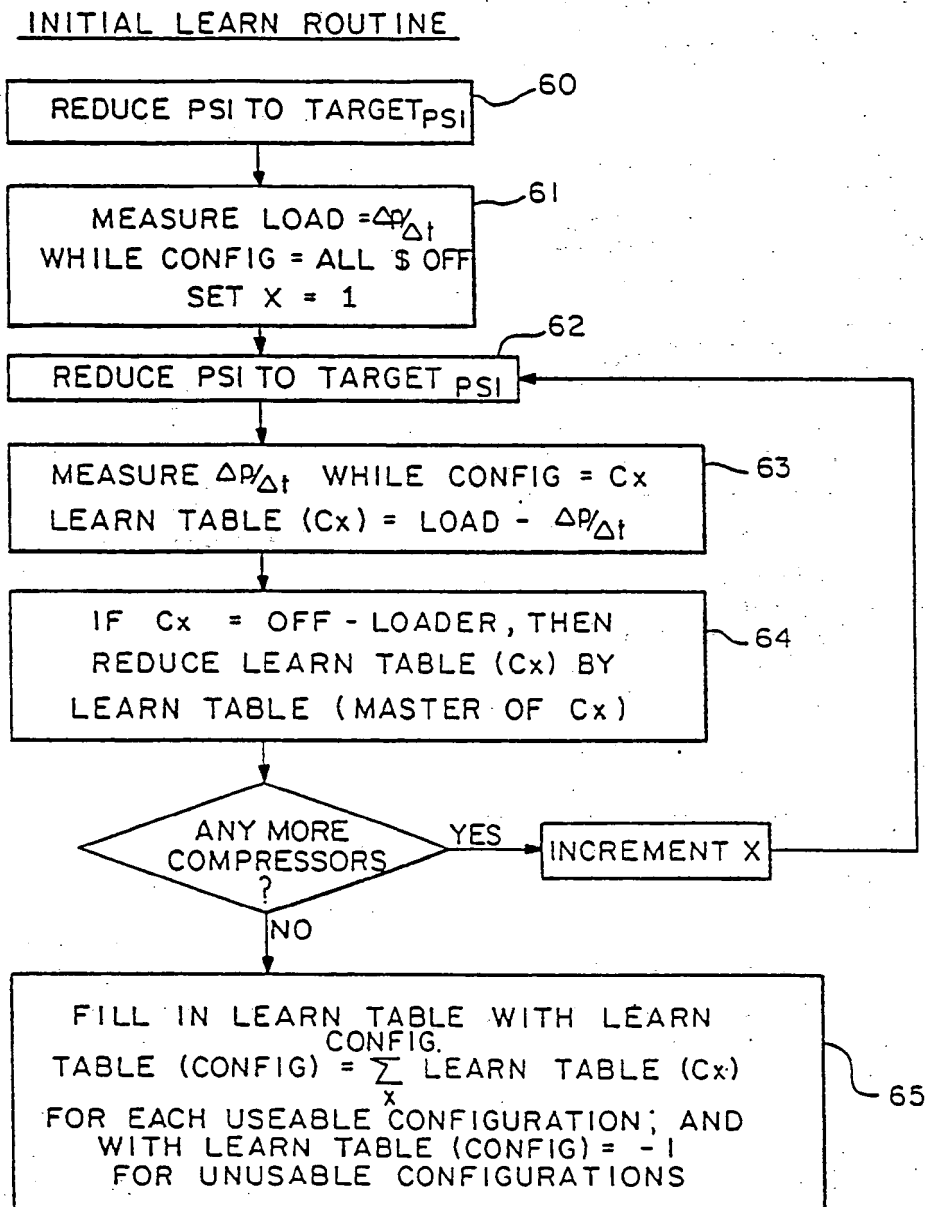 INITIAL LEARN ROUTINE
REDUCE PSI TO TARGET PSI
60
61
MEASURE LOAD = Δp/Δt
WHILE CONFIG = ALL $ OFF
SET X = 1
62
REDUCE PSI TO TARGET PSI
63
MEASURE Δp/Δt WHILE CONFIG = Cx
LEARN TABLE (Cx) = LOAD - Δp/Δt
IF Cx = OFF - LOADER, THEN
REDUCE LEARN TABLE (Cx) BY
LEARN TABLE (MASTER OF Cx)
64
ANY MORE
COMPRESSORS
?
YES
INCREMENT X
NO
FILL IN LEARN TABLE WITH LEARN
CONFIG.
TABLE (CONFIG) = Σ LEARN TABLE (Cx)
x
FOR EACH USEABLE CONFIGURATION; AND
WITH LEARN TABLE (CONFIG) = -1
FOR UNUSABLE CONFIGURATIONS
65